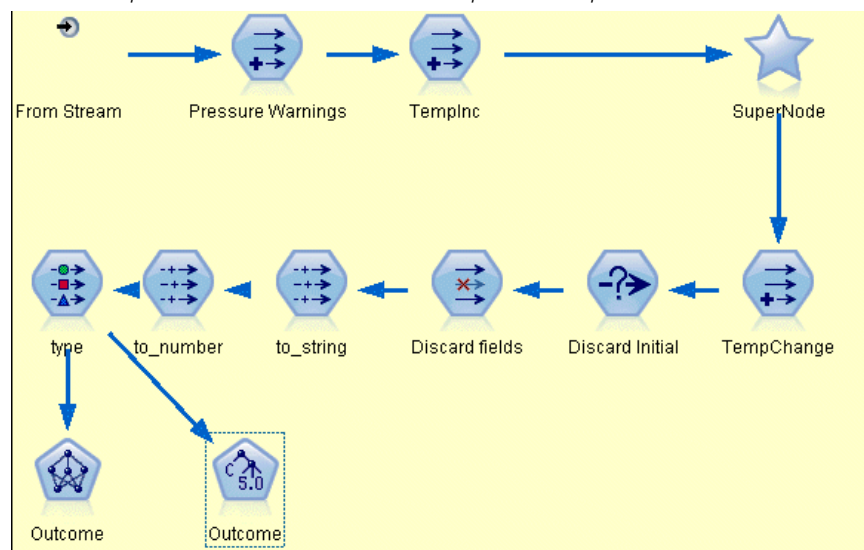 From Stream
Pressure Warnings
TempInc
SuperNode
type
to_number
to_string
Discard fields
Discard Initial
TempChange
C 5.0
Outcome
Outcome